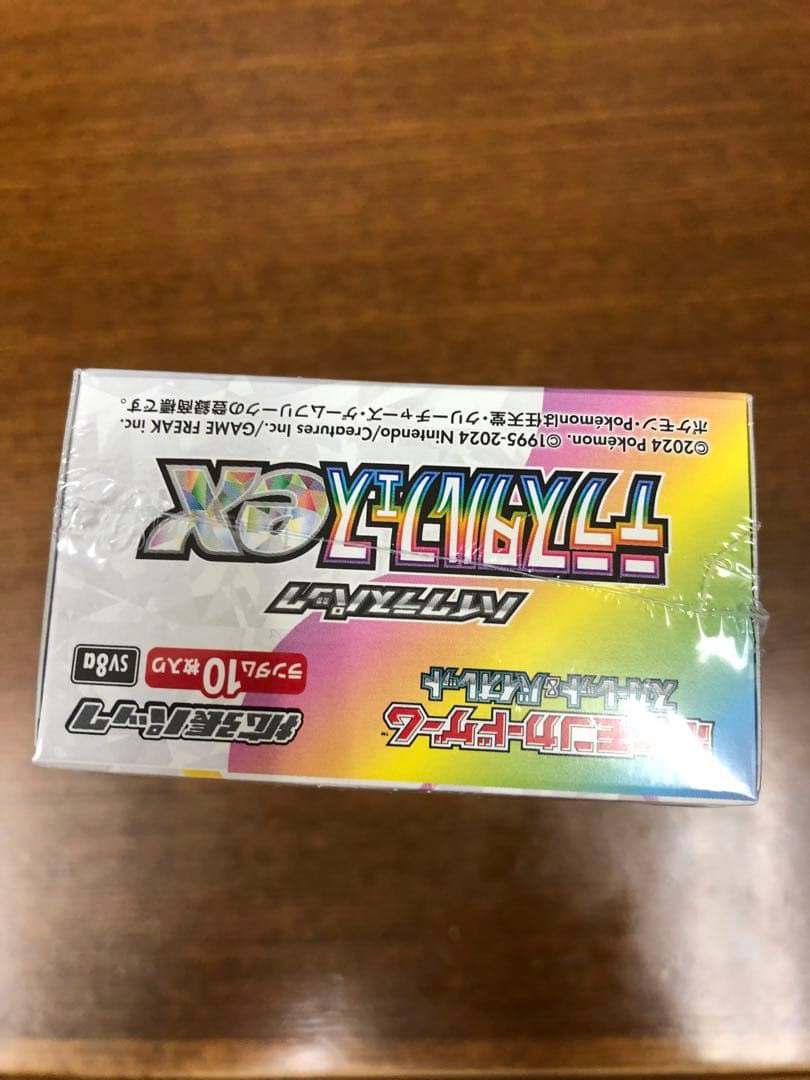 ポケモンカードゲーム™
スカーレット&バイオレット
拡張パック
ランダム10枚入り
SV8a
ハイクラスパック
テラスタルフェスex
©2024 Pokémon. ©1995-2024 Nintendo/Creatures Inc./GAME FREAK inc.
ポケモン・Pokémonは任天堂・クリーチャーズ・ゲームフリークの登録商標です。